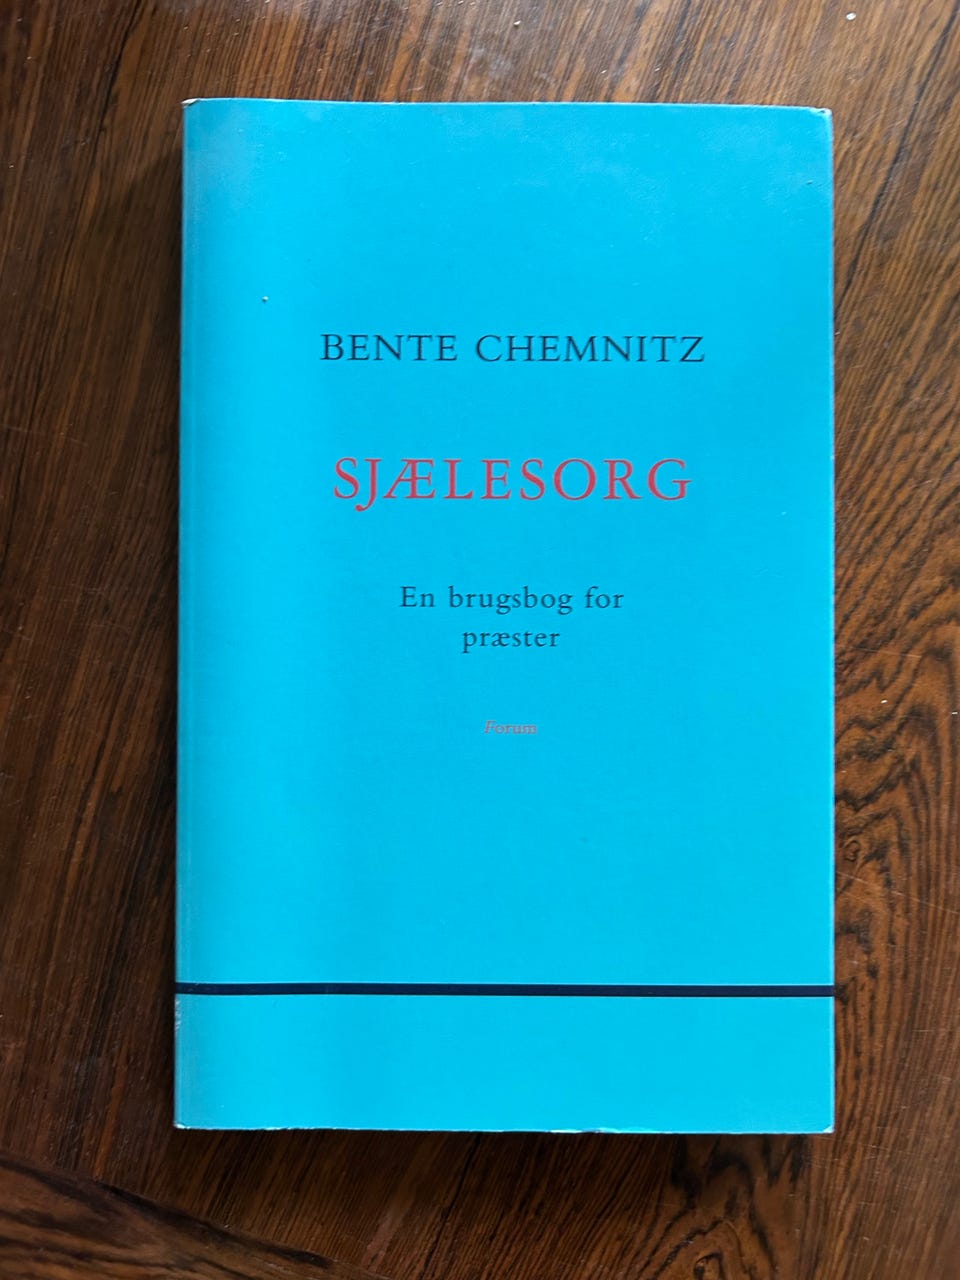 BENTE CHEMNITZ
SJÆLESORG
En brugsbog for
præster
Forum